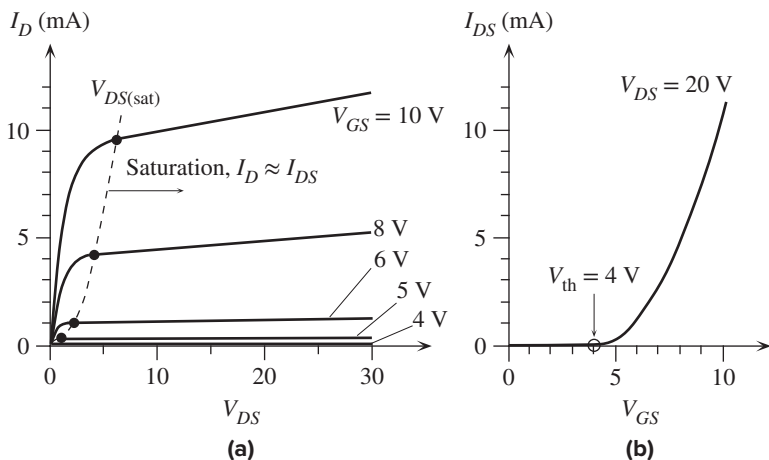 I_D (mA)
V_DS(sat)
V_GS = 10 V
Saturation, I_D ≈ I_DS
8 V
6 V
5 V
4 V
10
5
0
0 10 20 30
V_DS
(a)
I_DS (mA)
V_DS = 20 V
V_th = 4 V
10
5
0
0 5 10
V_GS
(b)